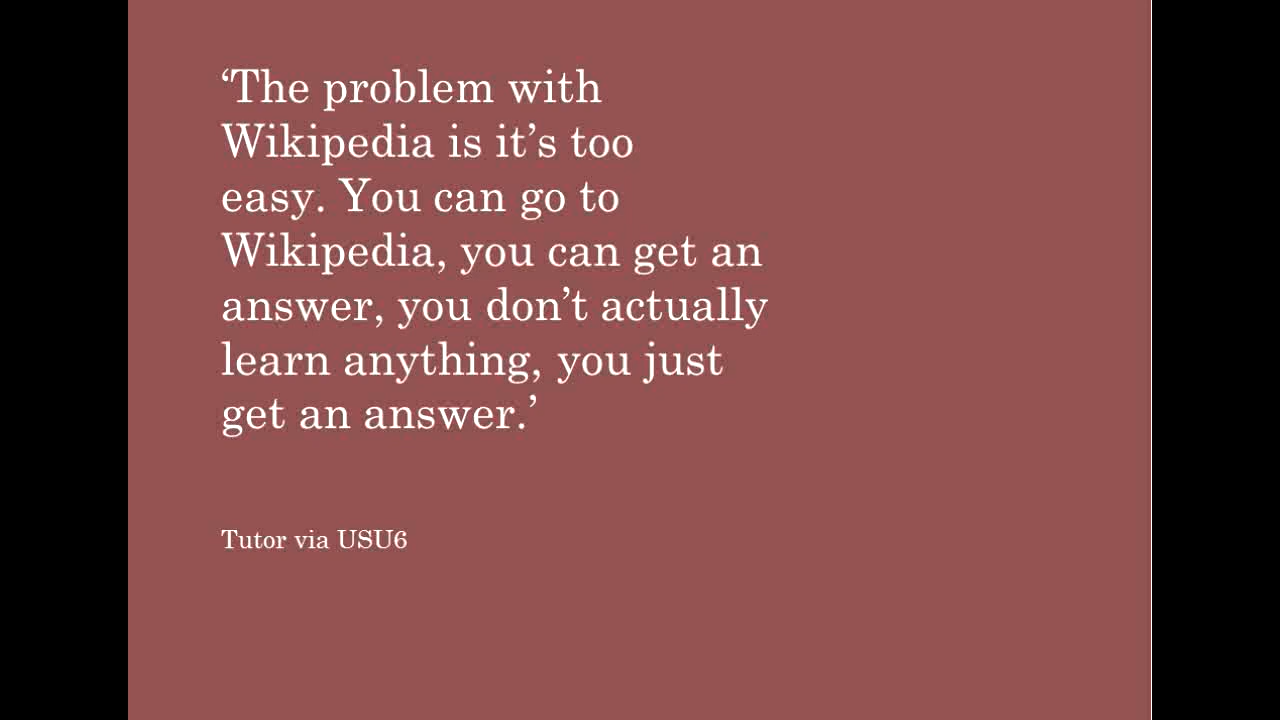 ‘The problem with
Wikipedia is it’s too
easy. You can go to
Wikipedia, you can get an
answer, you don’t actually
learn anything, you just
get an answer.’
Tutor via USU6